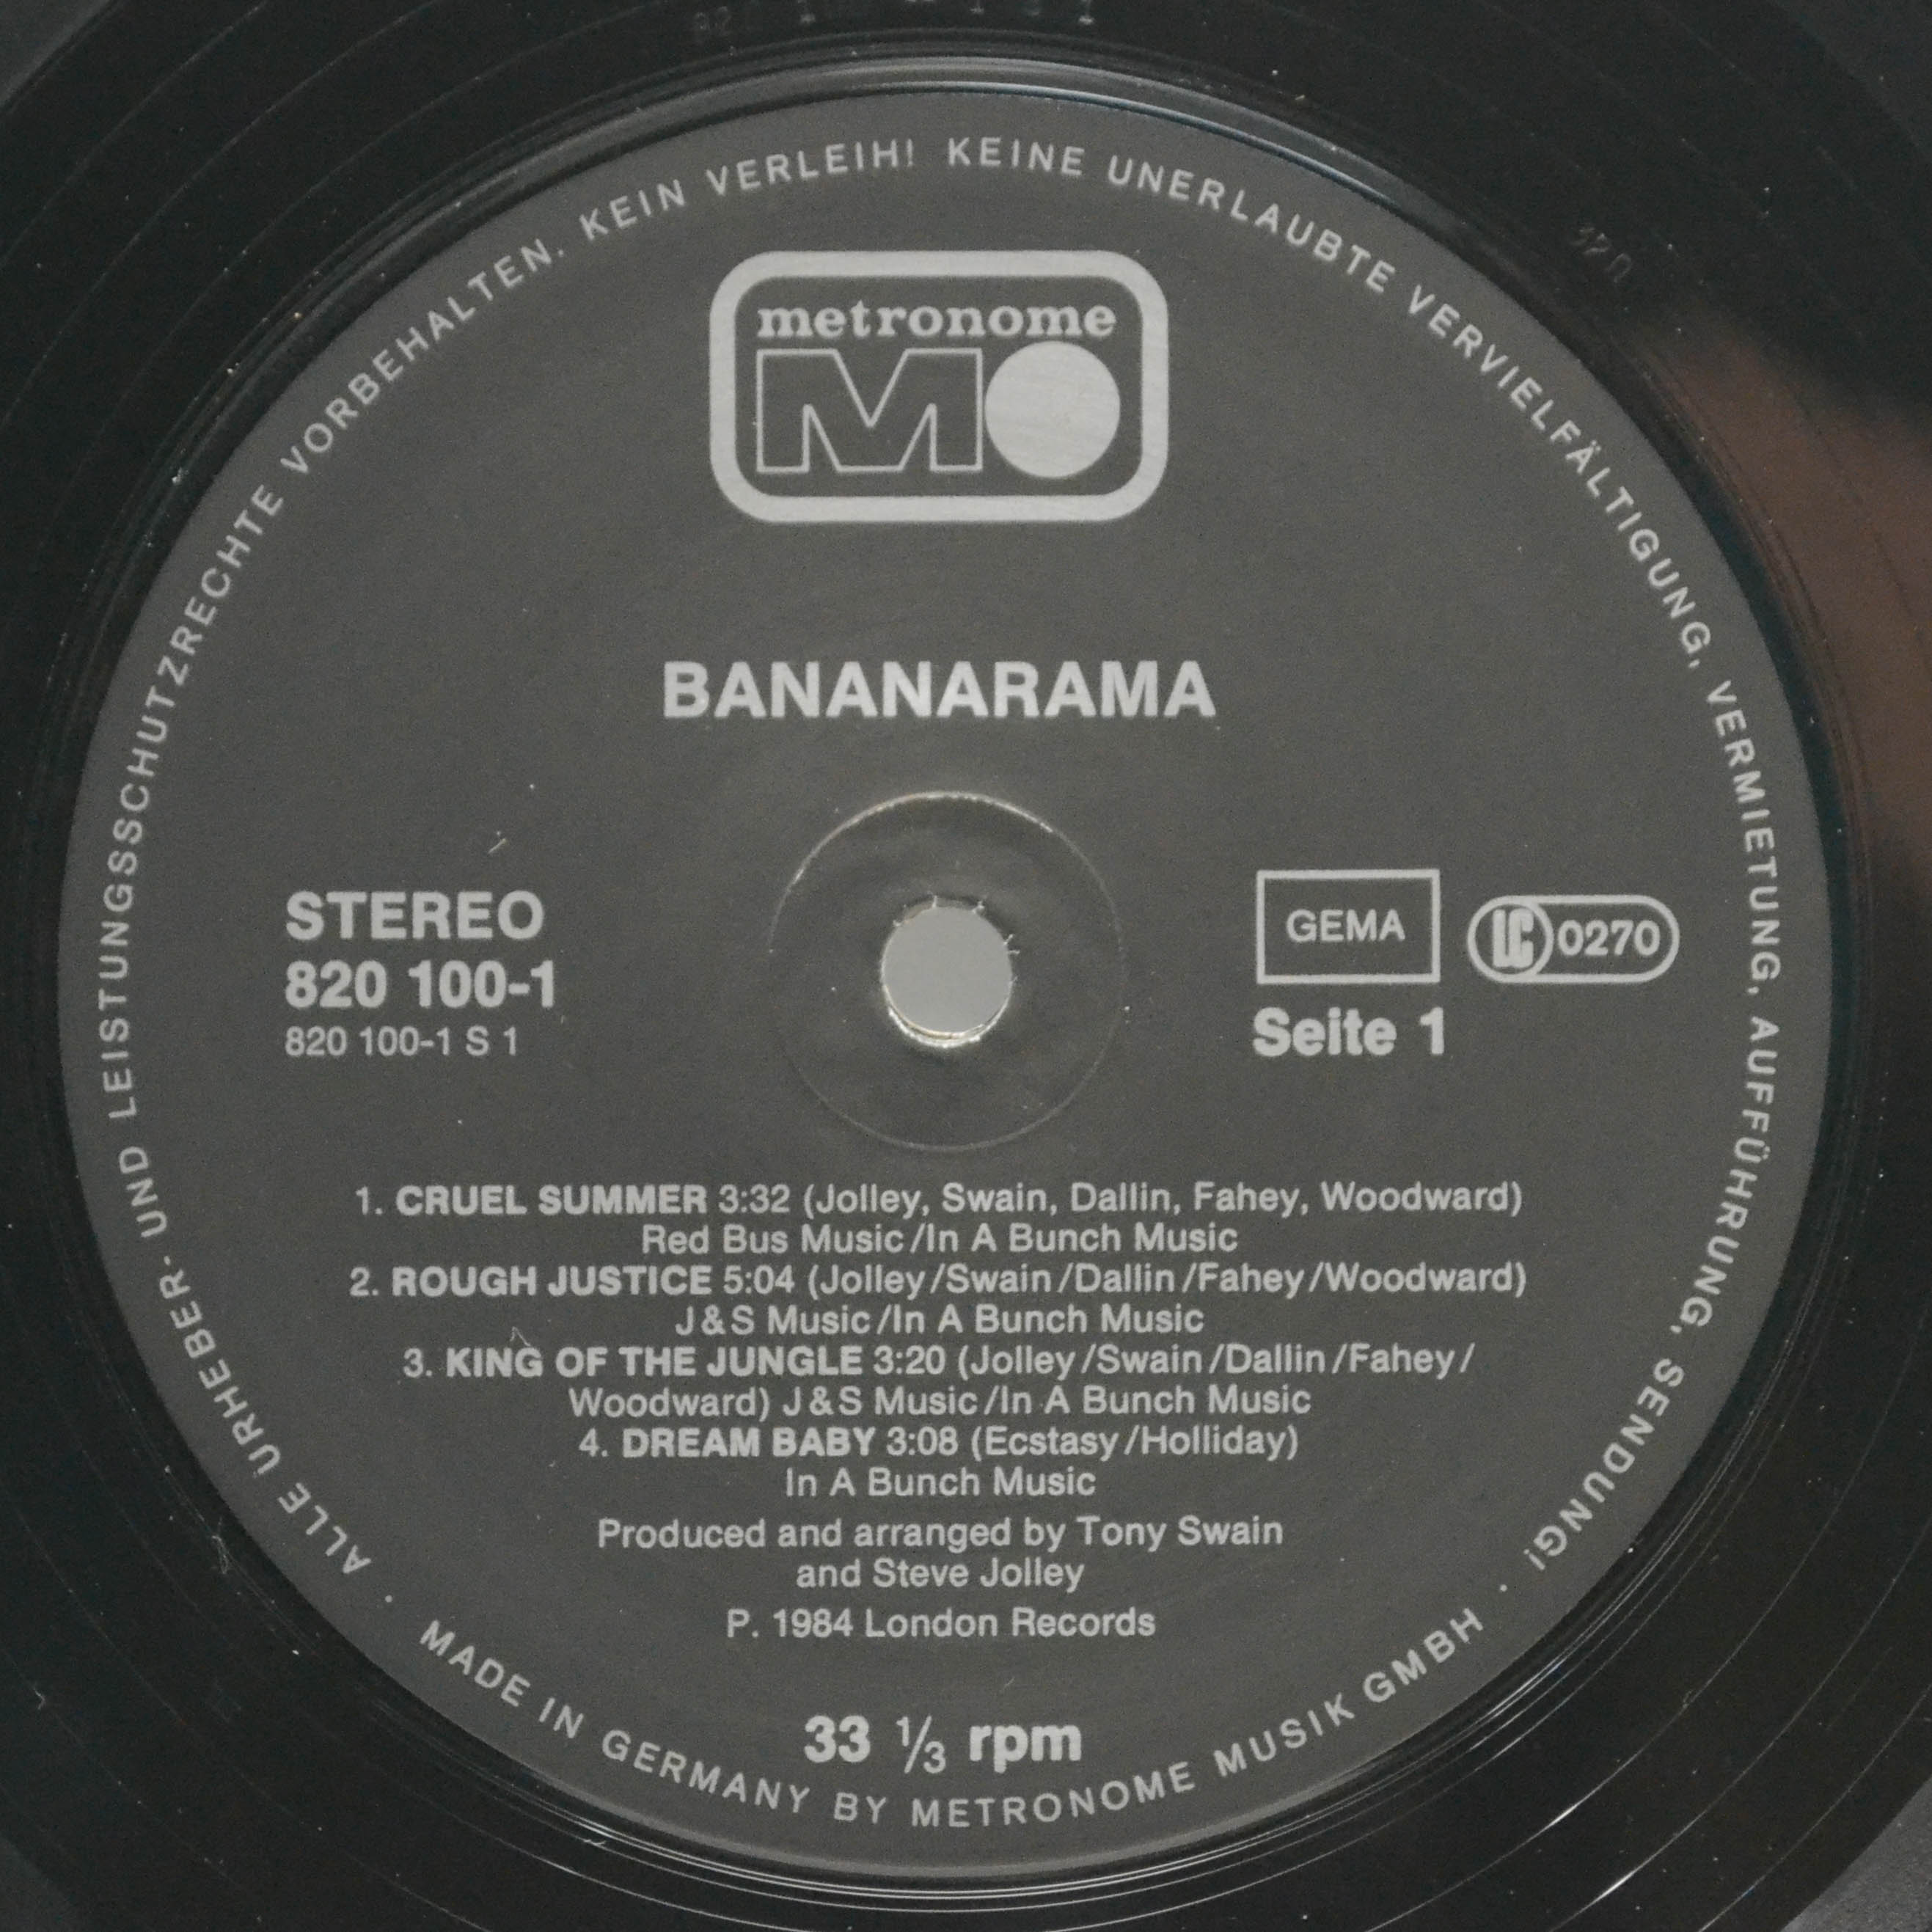 ALLE URHEBER- UND LEISTUNGSSCHUTZRECHTE VORBEHALTEN. KEIN VERLEIH! KEINE UNERLAUBTE VERVIELFÄLTIGUNG, VERMIETUNG, AUFFÜHRUNG, SENDUNG!
metronome
MO
BANANARAMA
STEREO
820 100-1
820 100-1 S 1
GEMA
LC 0270
Seite 1
1. CRUEL SUMMER 3:32 (Jolley, Swain, Dallin, Fahey, Woodward)
Red Bus Music/In A Bunch Music
2. ROUGH JUSTICE 5:04 (Jolley/Swain/Dallin/Fahey/Woodward)
J&S Music/In A Bunch Music
3. KING OF THE JUNGLE 3:20 (Jolley/Swain/Dallin/Fahey/
Woodward) J&S Music/In A Bunch Music
4. DREAM BABY 3:08 (Ecstasy/Holliday)
In A Bunch Music
Produced and arranged by Tony Swain
and Steve Jolley
P. 1984 London Records
33 ⅓ rpm
· MADE IN GERMANY BY METRONOME MUSIK GMBH ·